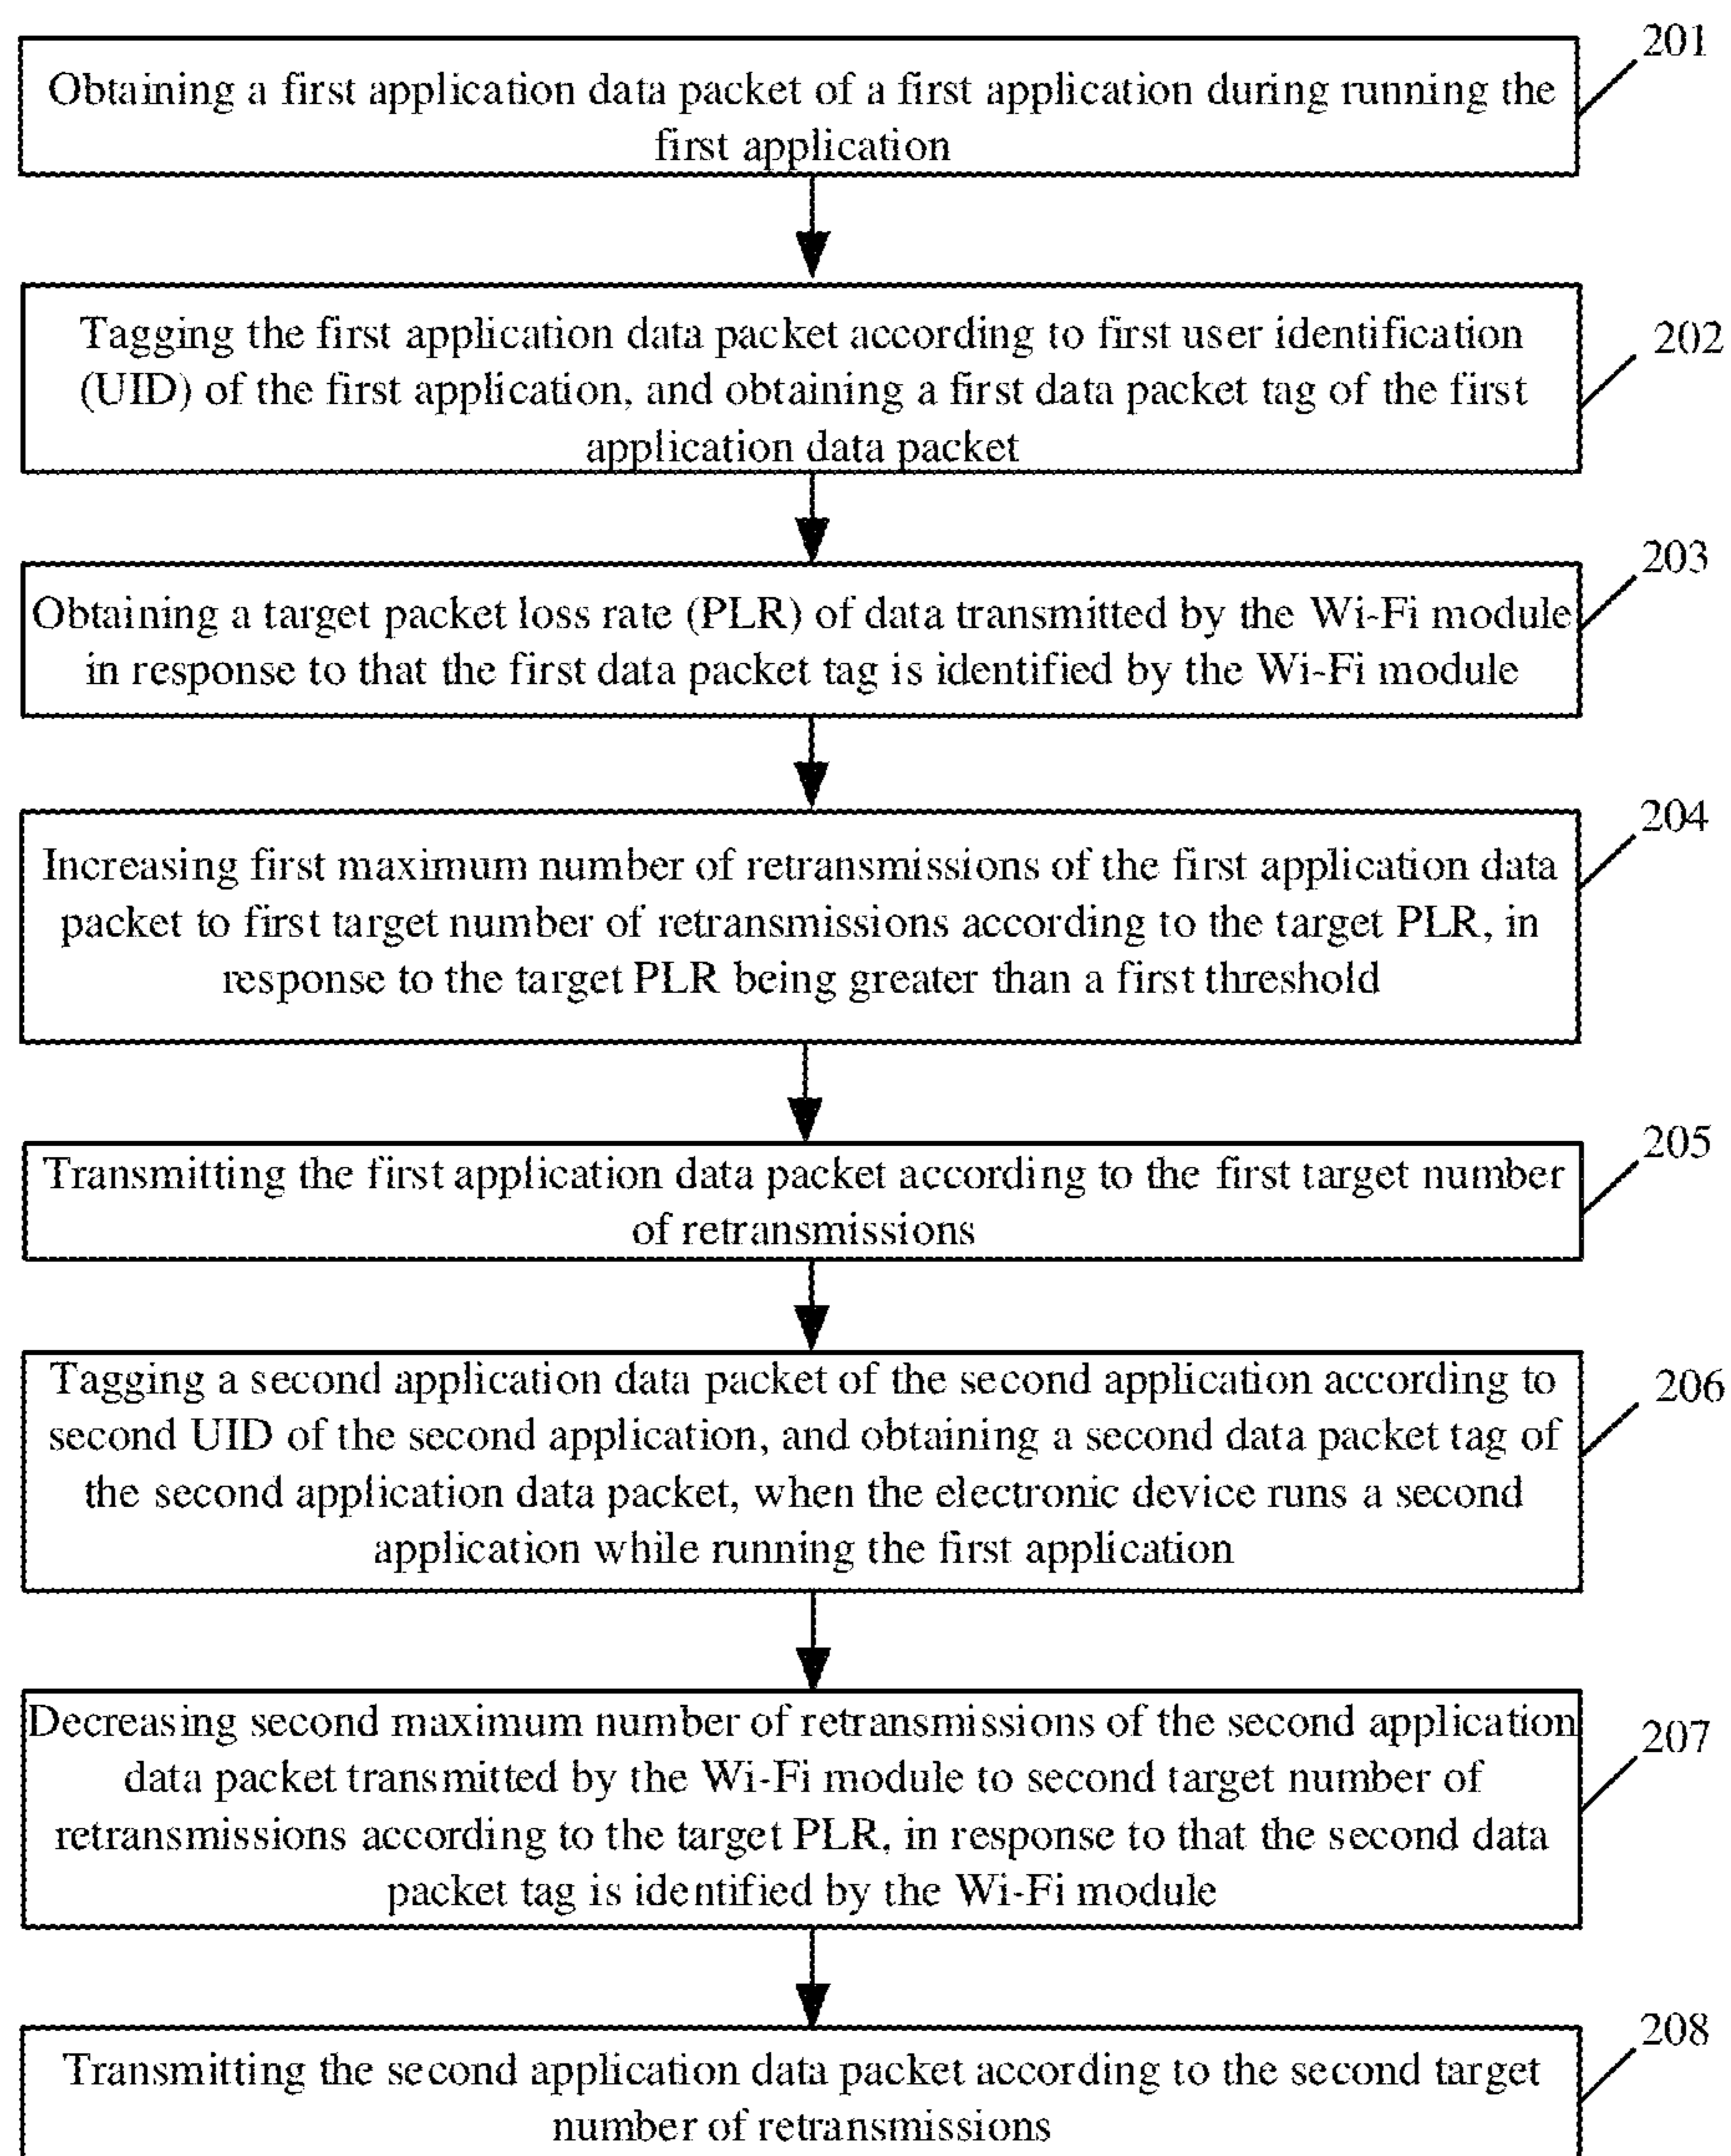 201
Obtaining a first application data packet of a first application during running the
first application
202
Tagging the first application data packet according to first user identification
(UID) of the first application, and obtaining a first data packet tag of the first
application data packet
203
Obtaining a target packet loss rate (PLR) of data transmitted by the Wi-Fi module
in response to that the first data packet tag is identified by the Wi-Fi module
204
Increasing first maximum number of retransmissions of the first application data
packet to first target number of retransmissions according to the target PLR, in
response to the target PLR being greater than a first threshold
205
Transmitting the first application data packet according to the first target number
of retransmissions
206
Tagging a second application data packet of the second application according to
second UID of the second application, and obtaining a second data packet tag of
the second application data packet, when the electronic device runs a second
application while running the first application
207
Decreasing second maximum number of retransmissions of the second application
data packet transmitted by the Wi-Fi module to second target number of
retransmissions according to the target PLR, in response to that the second data
packet tag is identified by the Wi-Fi module
208
Transmitting the second application data packet according to the second target
number of retransmissions